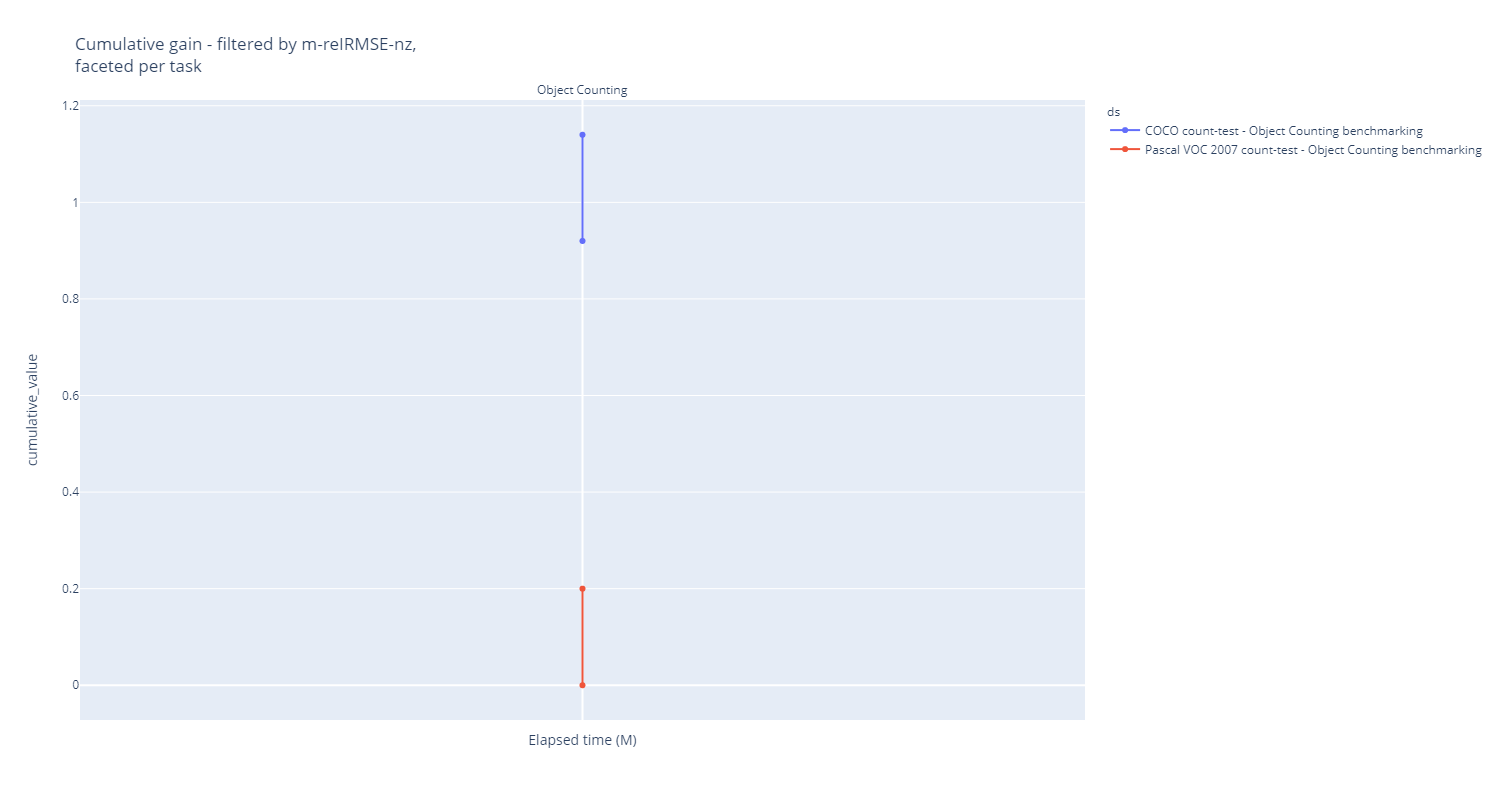 Cumulative gain - filtered by m-reIRMSE-nz,
faceted per task
Object Counting
1.2
1
0.8
0.6
0.4
0.2
0
cumulative_value
Elapsed time (M)
ds
COCO count-test - Object Counting benchmarking
Pascal VOC 2007 count-test - Object Counting benchmarking